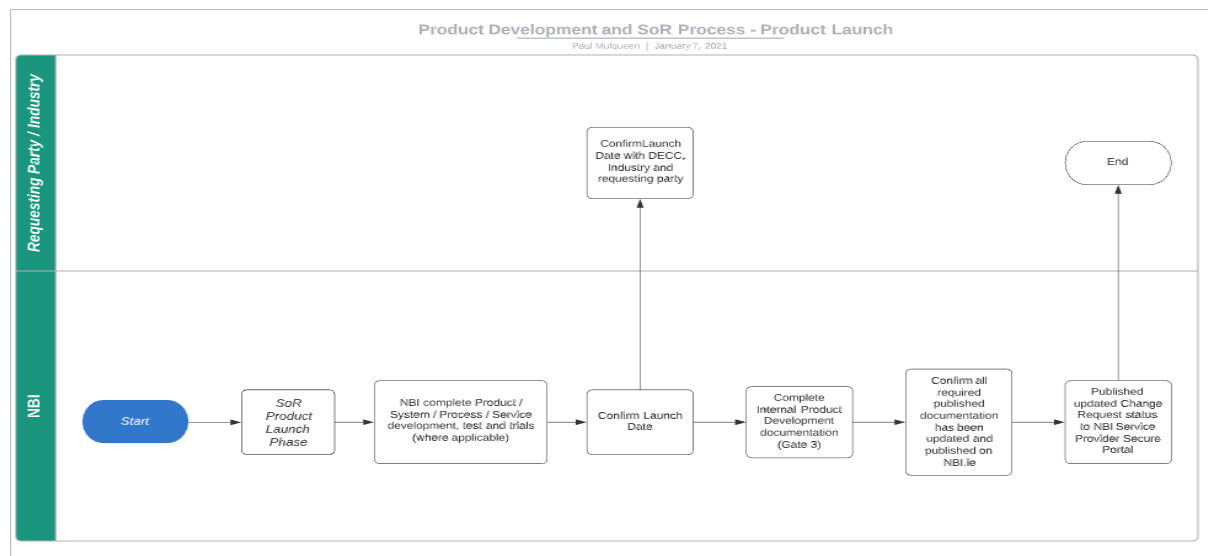 Product Development and SoR Process - Product Launch
Paul Mulqueen | January 7, 2021
Requesting Party / Industry
ConfirmLaunch
Date with DECC,
Industry and
requesting party
End
NBI
Start
SoR
Product
Launch
Phase
NBI complete Product /
System / Process / Service
development, test and trials
(where applicable)
Confirm Launch
Date
Complete
Internal Product
Development
documentation
(Gate 3)
Confirm all
required
published
documentation
has been
updated and
published on
NBI.ie
Published
updated Change
Request status
to NBI Service
Provider Secure
Portal